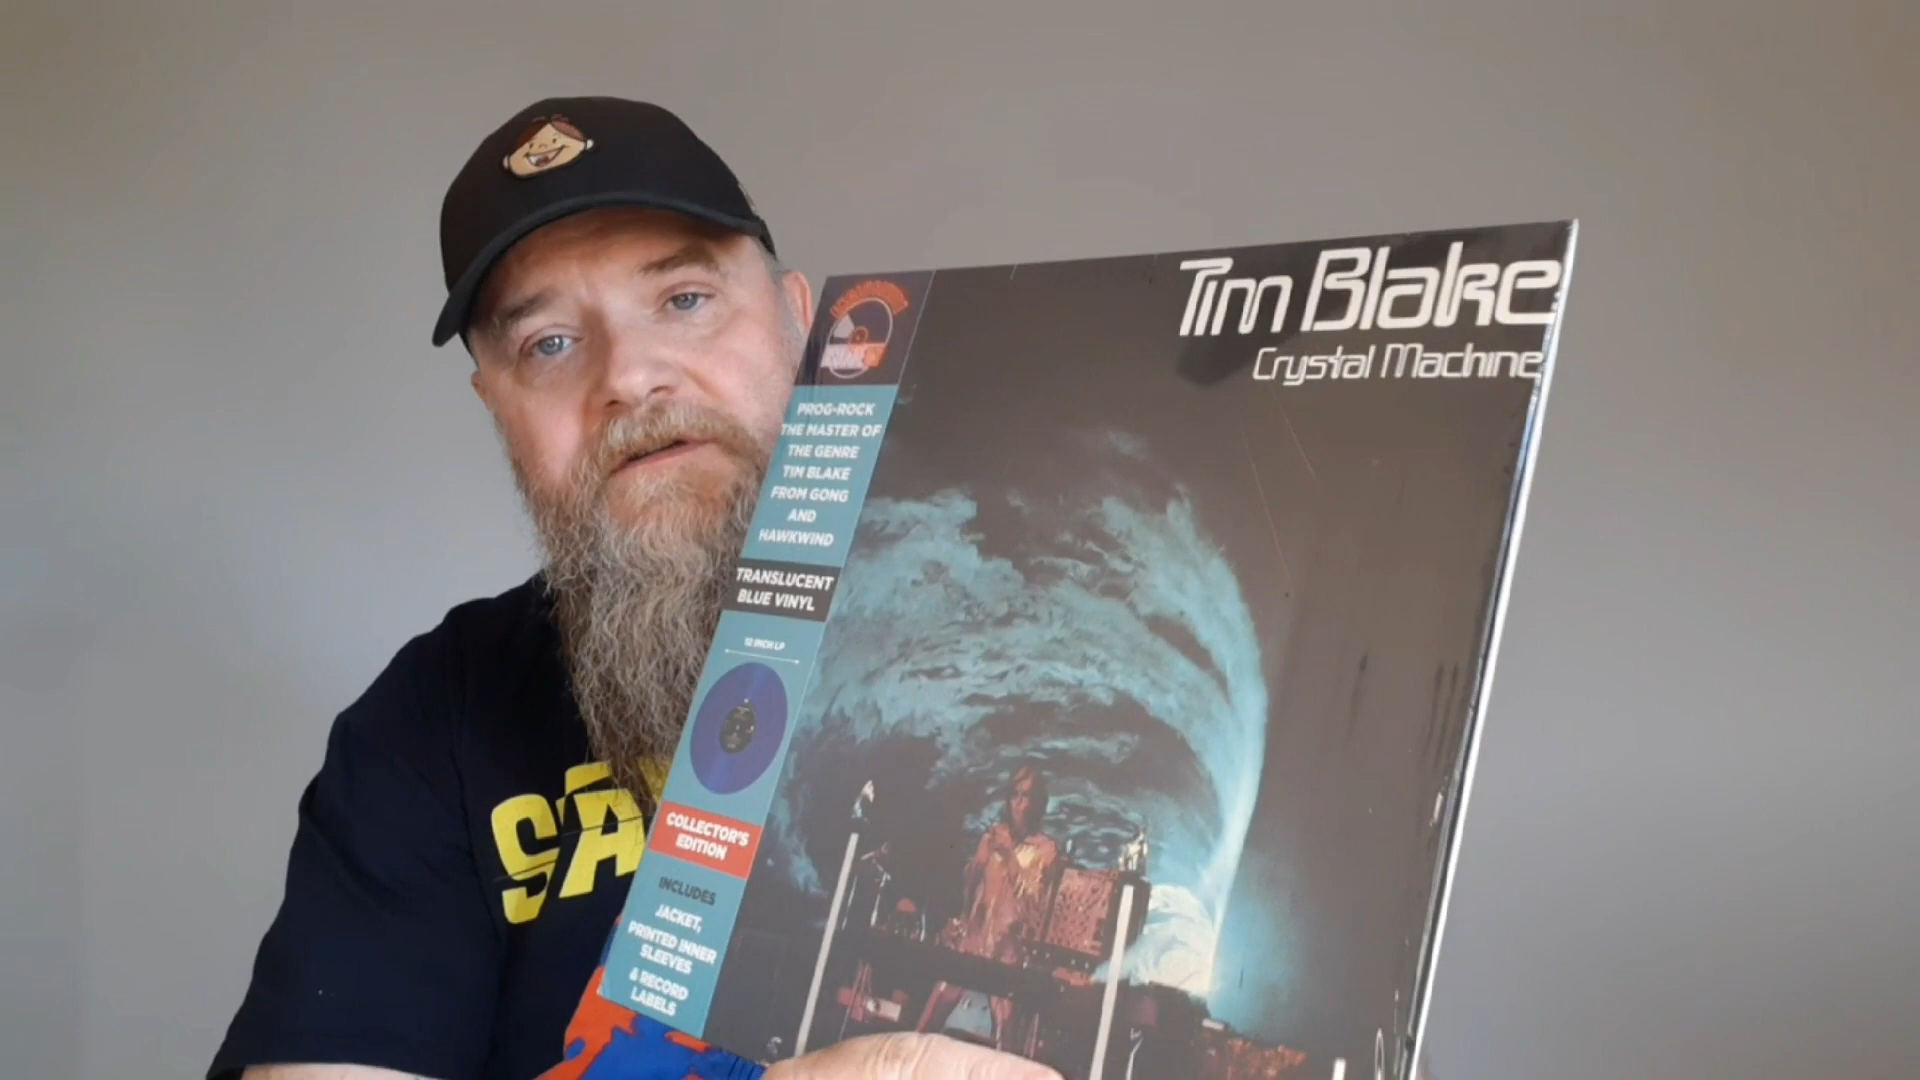 Tim Blake
Crystal Machine
PROG-ROCK
THE MASTER OF
THE GENRE
TIM BLAKE
FROM GONG
AND
HAWKWIND
TRANSLUCENT
BLUE VINYL
12 INCH LP
COLLECTOR'S
EDITION
INCLUDES
JACKET,
PRINTED INNER
SLEEVES
& RECORD
LABELS